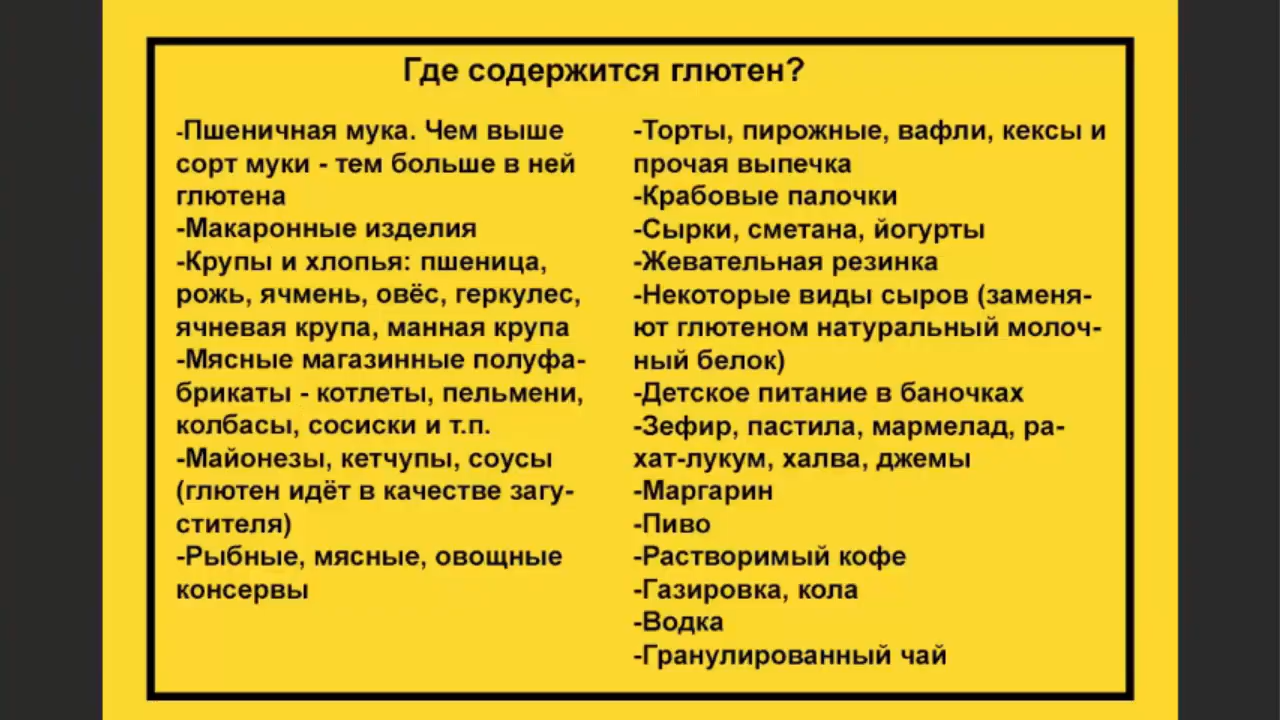 Где содержится глютен?
-Пшеничная мука. Чем выше
сорт муки - тем больше в ней
глютена
-Макаронные изделия
-Крупы и хлопья: пшеница,
рожь, ячмень, овёс, геркулес,
ячневая крупа, манная крупа
-Мясные магазинные полуфа-
брикаты - котлеты, пельмени,
колбасы, сосиски и т.п.
-Майонезы, кетчупы, соусы
(глютен идёт в качестве загу-
стителя)
-Рыбные, мясные, овощные
консервы
-Торты, пирожные, вафли, кексы и
прочая выпечка
-Крабовые палочки
-Сырки, сметана, йогурты
-Жевательная резинка
-Некоторые виды сыров (заменя-
ют глютеном натуральный молоч-
ный белок)
-Детское питание в баночках
-Зефир, пастила, мармелад, ра-
хат-лукум, халва, джемы
-Маргарин
-Пиво
-Растворимый кофе
-Газировка, кола
-Водка
-Гранулированный чай